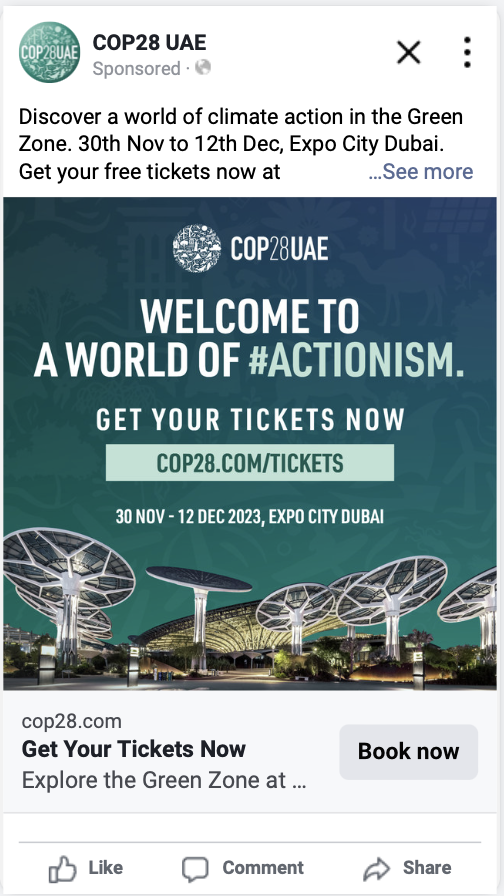 COP28UAE
COP28 UAE
Sponsored ·
Discover a world of climate action in the Green
Zone. 30th Nov to 12th Dec, Expo City Dubai.
Get your free tickets now at ...See more
COP28UAE
WELCOME TO
A WORLD OF #ACTIONISM.
GET YOUR TICKETS NOW
COP28.COM/TICKETS
30 NOV - 12 DEC 2023, EXPO CITY DUBAI
cop28.com
Get Your Tickets Now
Explore the Green Zone at ...
Book now
Like Comment Share